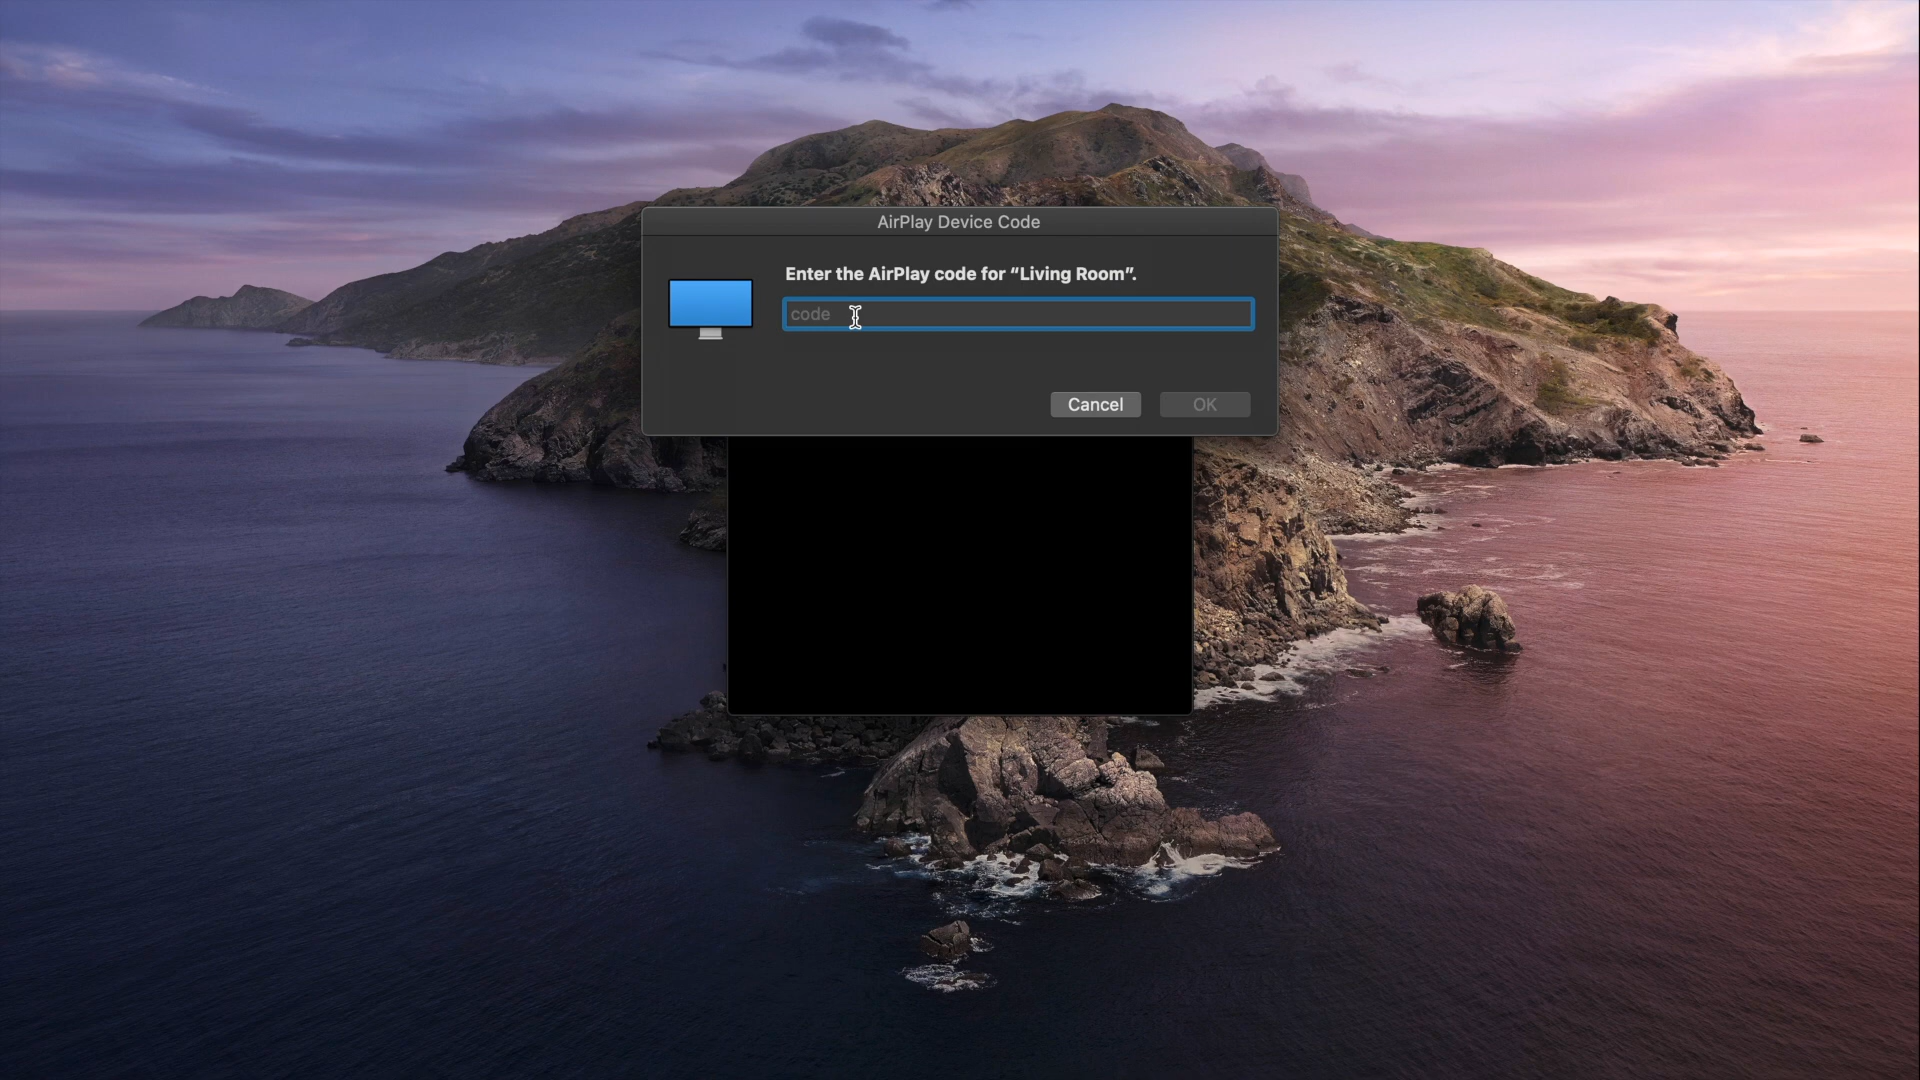 AirPlay Device Code
Enter the AirPlay code for “Living Room”.
code
Cancel
OK